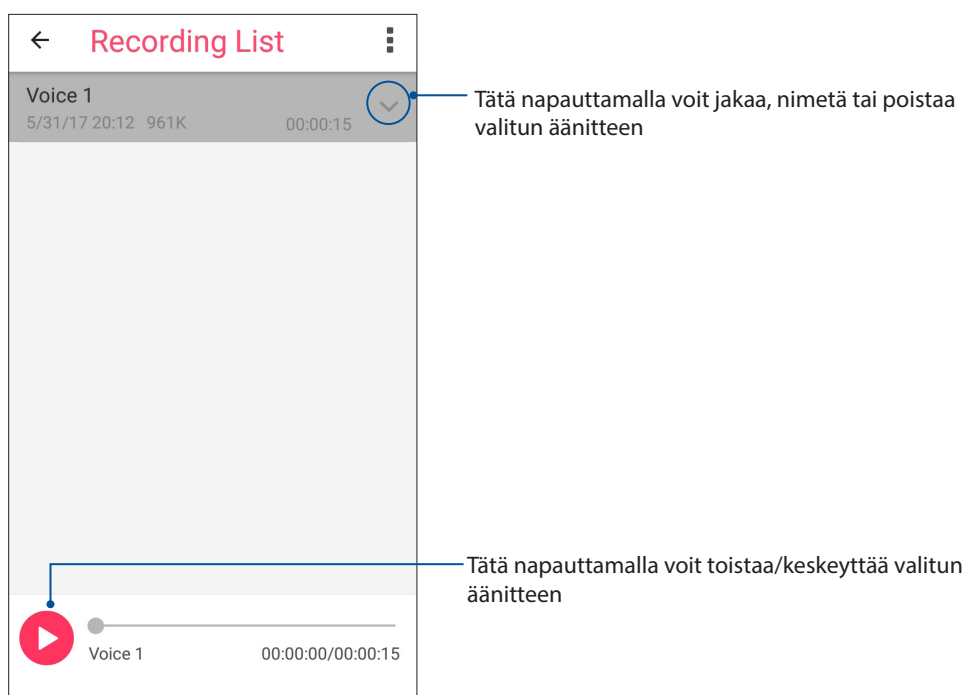 Recording List
Voice 1
5/31/17 20:12 961K 00:00:15
Tätä napauttamalla voit jakaa, nimetä tai poistaa
valitun äänitteen
Tätä napauttamalla voit toistaa/keskeyttää valitun
äänitteen
Voice 1 00:00:00/00:00:15